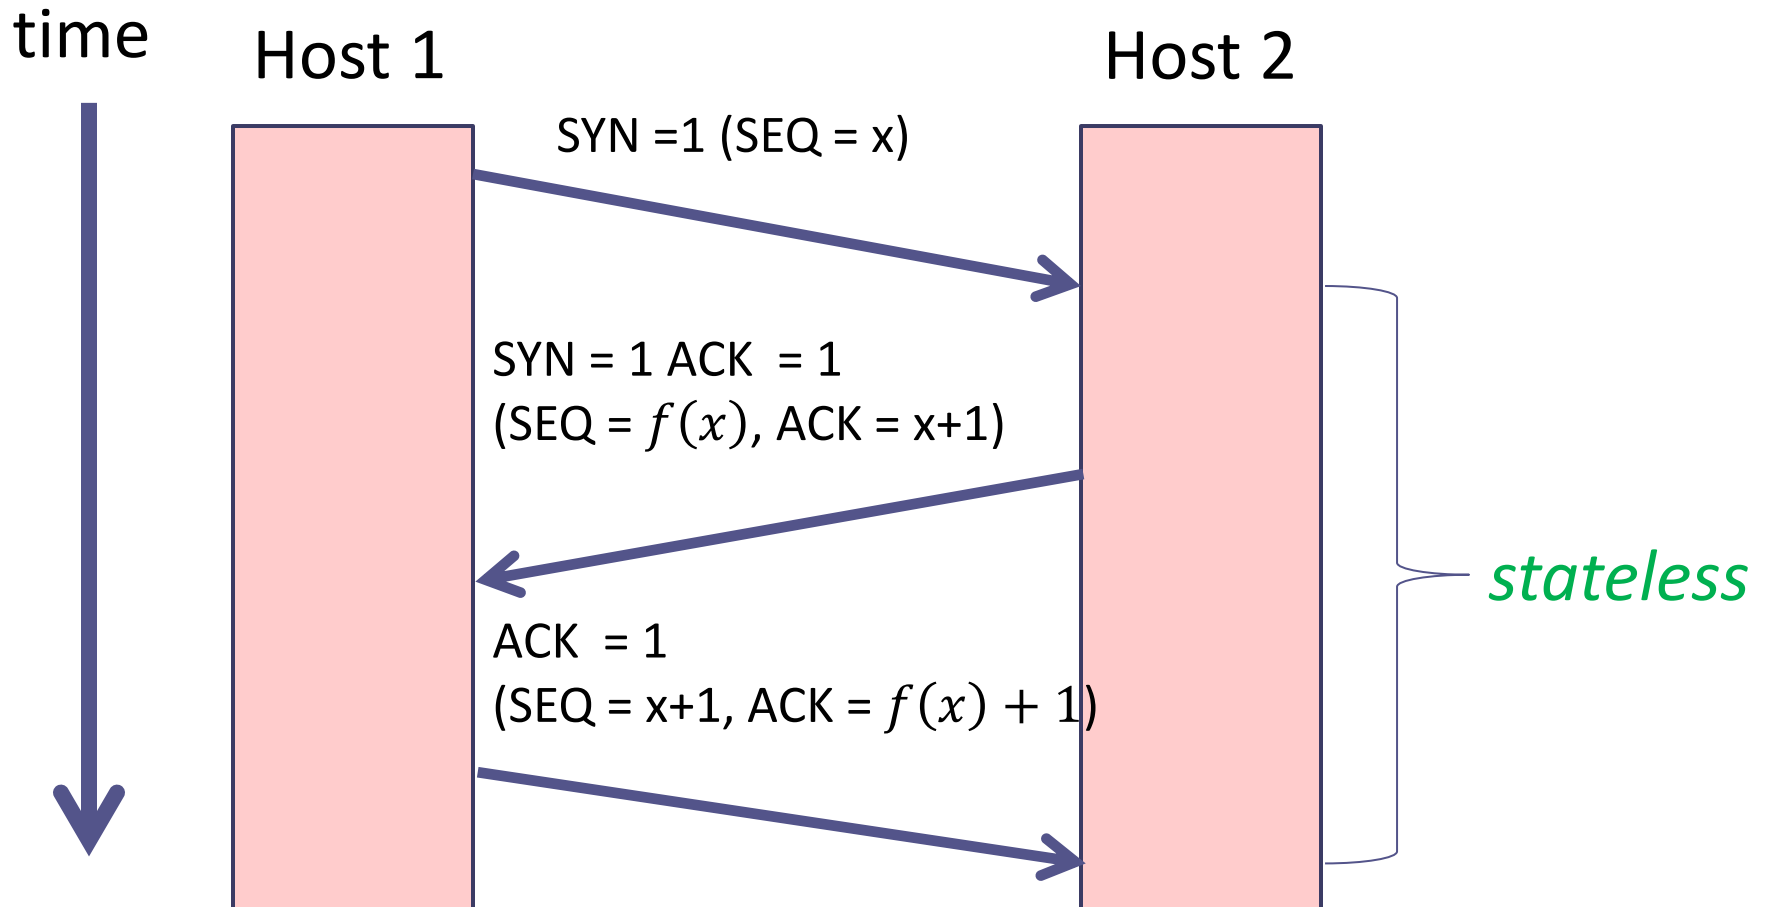 time
Host 1
Host 2
SYN =1 (SEQ = x)
SYN = 1 ACK  = 1
(SEQ = 𝑓(𝑥), ACK = x+1)
stateless
ACK  = 1
(SEQ = x+1, ACK = 𝑓(𝑥) + 1)